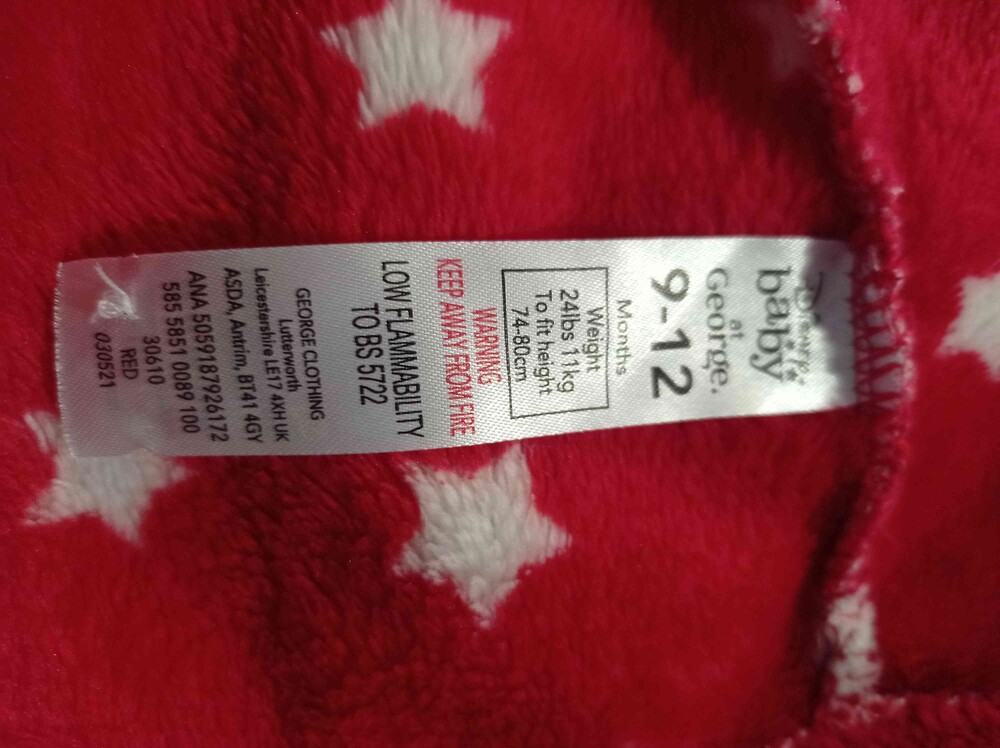 Disney
baby
at
George.
9-12
Months
Weight
24lbs 11kg
To fit height
74-80cm
WARNING
KEEP AWAY FROM FIRE
LOW FLAMMABILITY
TO BS 5722
GEORGE CLOTHING
Lutterworth
Leicestershire LE17 4XH UK
ASDA, Antrim, BT41 4GY
ANA 5059187926172
585 5851 0089 100
30610
RED
030521